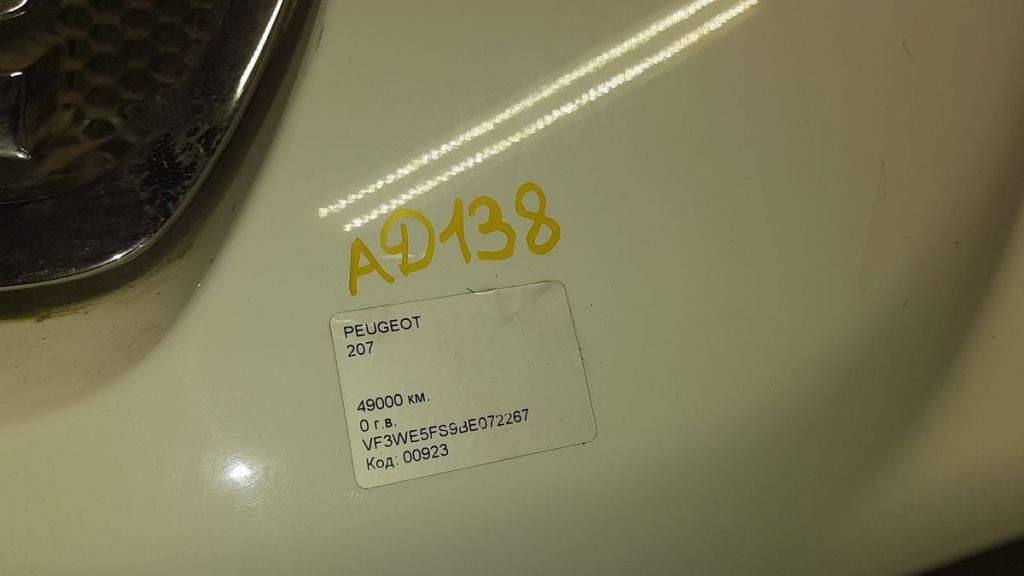 AD138
PEUGEOT
207
49000 км.
0 г.в.
VF3WE5FS9BE072267
Код: 00923